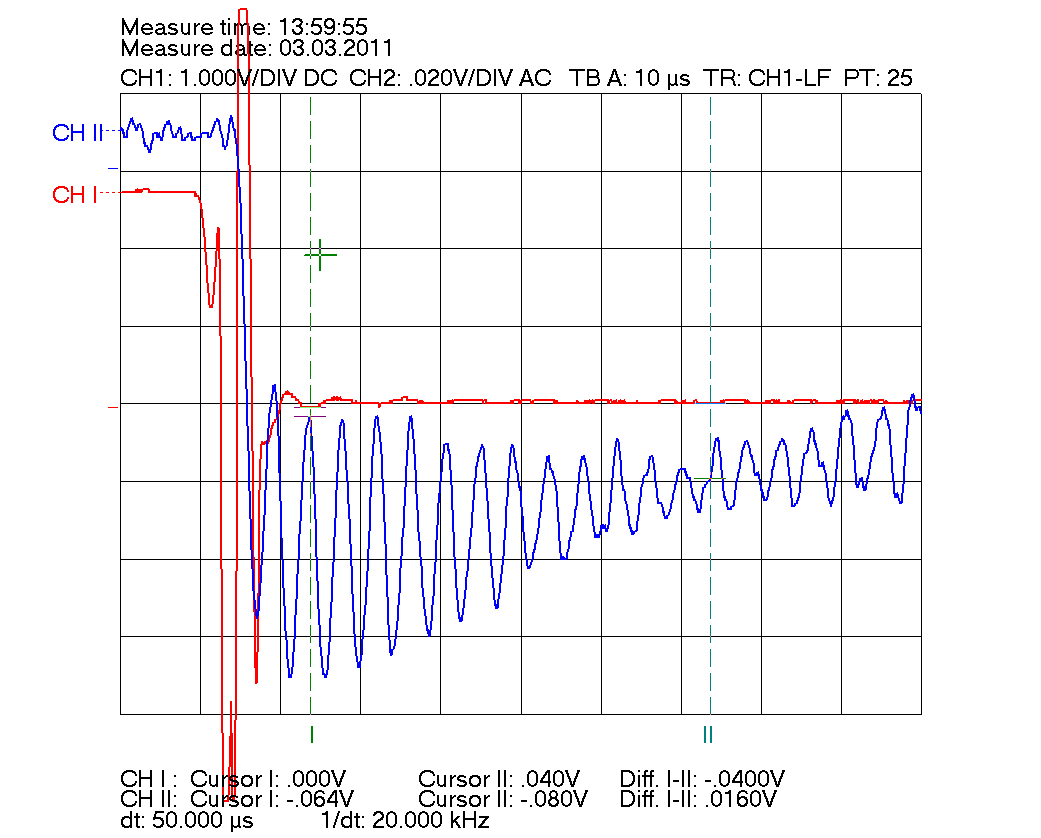 Measure time: 13:59:55
Measure date: 03.03.2011
CH1: 1.000V/DIV DC CH2: .020V/DIV AC TB A: 10 µs TR: CH1-LF PT: 25
CH II
CH I
I
II
CH I : Cursor I: .000V Cursor II: .040V Diff. I-II: -.0400V
CH II: Cursor I: -.064V Cursor II: -.080V Diff. I-II: .0160V
dt: 50.000 µs 1/dt: 20.000 kHz